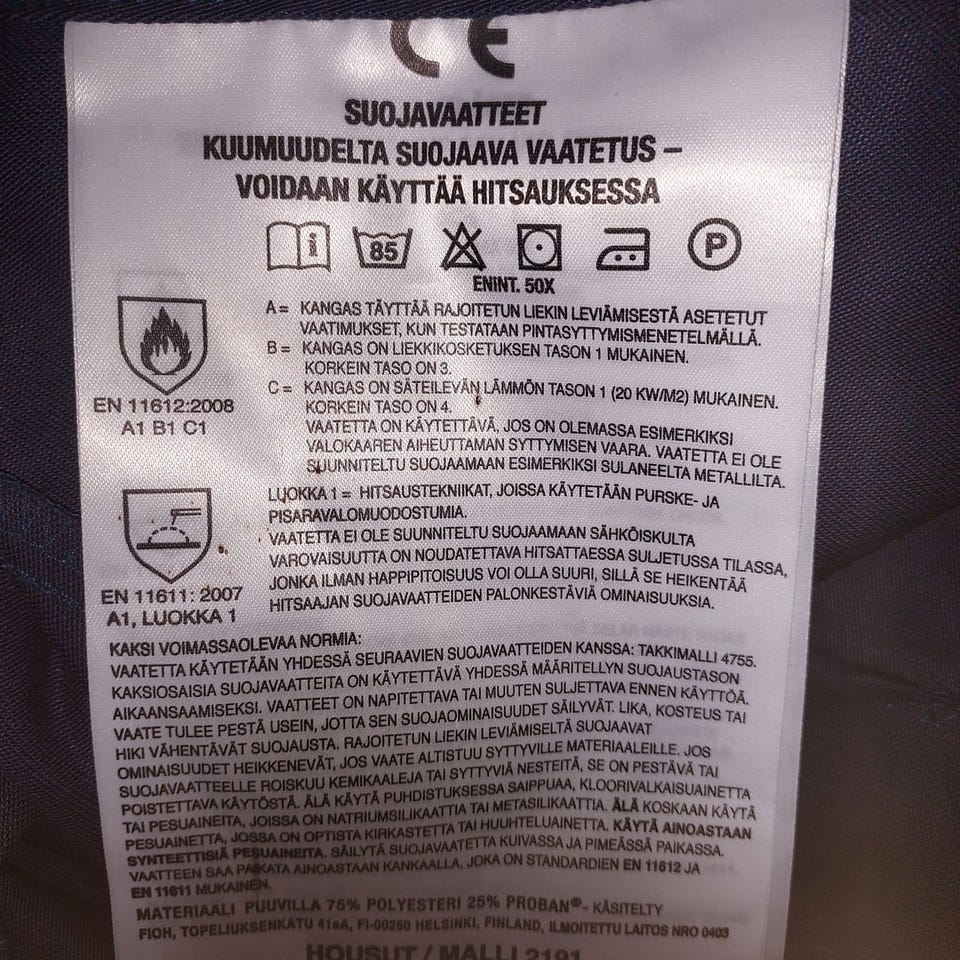 CE
SUOJAVAATTEET
KUUMUUDELTA SUOJAAVA VAATETUS –
VOIDAAN KÄYTTÄÄ HITSAUKSESSA
i 85 P
ENINT. 50X
A = KANGAS TÄYTTÄÄ RAJOITETUN LIEKIN LEVIÄMISESTÄ ASETETUT
VAATIMUKSET, KUN TESTATAAN PINTASYTTYMISMENETELMÄLLÄ.
B = KANGAS ON LIEKKIKOSKETUKSEN TASON 1 MUKAINEN.
KORKEIN TASO ON 3.
C = KANGAS ON SÄTEILEVÄN LÄMMÖN TASON 1 (20 KW/M2) MUKAINEN.
KORKEIN TASO ON 4.
VAATETTA ON KÄYTETTÄVÄ, JOS ON OLEMASSA ESIMERKIKSI
VALOKAAREN AIHEUTTAMAN SYTTYMISEN VAARA. VAATETTA EI OLE
SUUNNITELTU SUOJAAMAAN ESIMERKIKSI SULANEELTA METALLILTA.
EN 11612:2008
A1 B1 C1
LUOKKA 1 = HITSAUSTEKNIIKAT, JOISSA KÄYTETÄÄN PURSKE- JA
PISARAVALOMUODOSTUMIA.
VAATETTA EI OLE SUUNNITELTU SUOJAAMAAN SÄHKÖISKULTA
VAROVAISUUTTA ON NOUDATETTAVA HITSATTAESSA SULJETUSSA TILASSA,
JONKA ILMAN HAPPIPITOISUUS VOI OLLA SUURI, SILLÄ SE HEIKENTÄÄ
HITSAAJAN SUOJAVAATTEIDEN PALONKESTÄVIÄ OMINAISUUKSIA.
EN 11611: 2007
A1, LUOKKA 1
KAKSI VOIMASSAOLEVAA NORMIA:
VAATETTA KÄYTETÄÄN YHDESSÄ SEURAAVIEN SUOJAVAATTEIDEN KANSSA: TAKKIMALLI 4755.
KAKSIOSAISIA SUOJAVAATTEITA ON KÄYTETTÄVÄ YHDESSÄ MÄÄRITELLYN SUOJAUSTASON
AIKAANSAAMISEKSI. VAATTEET ON NAPITETTAVA TAI MUUTEN SULJETTAVA ENNEN KÄYTTÖÄ.
VAATE TULEE PESTÄ USEIN, JOTTA SEN SUOJAOMINAISUUDET SÄILYVÄT. LIKA, KOSTEUS TAI
HIKI VÄHENTÄVÄT SUOJAUSTA. RAJOITETUN LIEKIN LEVIÄMISELTÄ SUOJAAVAT
OMINAISUUDET HEIKKENEVÄT, JOS VAATE ALTISTUU SYTTYVILLE MATERIAALEILLE. JOS
SUOJAVAATTEELLE ROISKUU KEMIKAALEJA TAI SYTTYVIÄ NESTEITÄ, SE ON PESTÄVÄ TAI
POISTETTAVA KÄYTÖSTÄ. ÄLÄ KÄYTÄ PUHDISTUKSESSA SAIPPUAA, KLOORIVALKAISUAINETTA
TAI PESUAINEITA, JOISSA ON NATRIUMSILIKAATTIA TAI METASILIKAATTIA. ÄLÄ KOSKAAN KÄYTÄ
PESUAINETTA, JOSSA ON OPTISTA KIRKASTETTA TAI HUUHTELUAINETTA. KÄYTÄ AINOASTAAN
SYNTEETTISIÄ PESUAINEITA. SÄILYTÄ SUOJAVAATETTA KUIVASSA JA PIMEÄSSÄ PAIKASSA.
VAATTEEN SAA PAIKATA AINOASTAAN KANKAALLA, JOKA ON STANDARDIEN EN 11612 JA
EN 11611 MUKAINEN.
MATERIAALI PUUVILLA 75% POLYESTERI 25% PROBAN®- KÄSITELTY
FIOH, TOPELIUKSENKATU 41aA, FI-00250 HELSINKI, FINLAND, ILMOITETTU LAITOS NRO 0403
HOUSUT / MALLI 2191